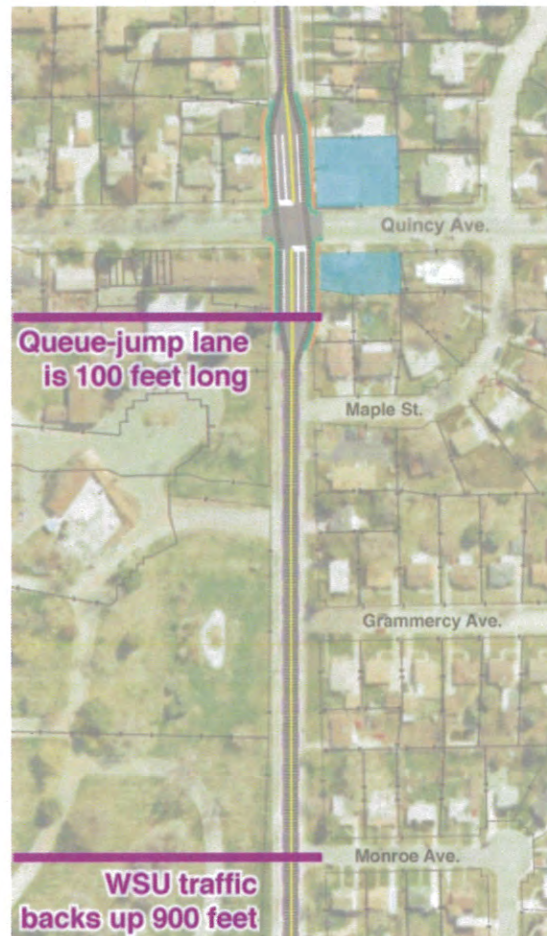 Quincy Ave.
Queue-jump lane
is 100 feet long
Maple St.
Grammercy Ave.
Monroe Ave.
WSU traffic
backs up 900 feet